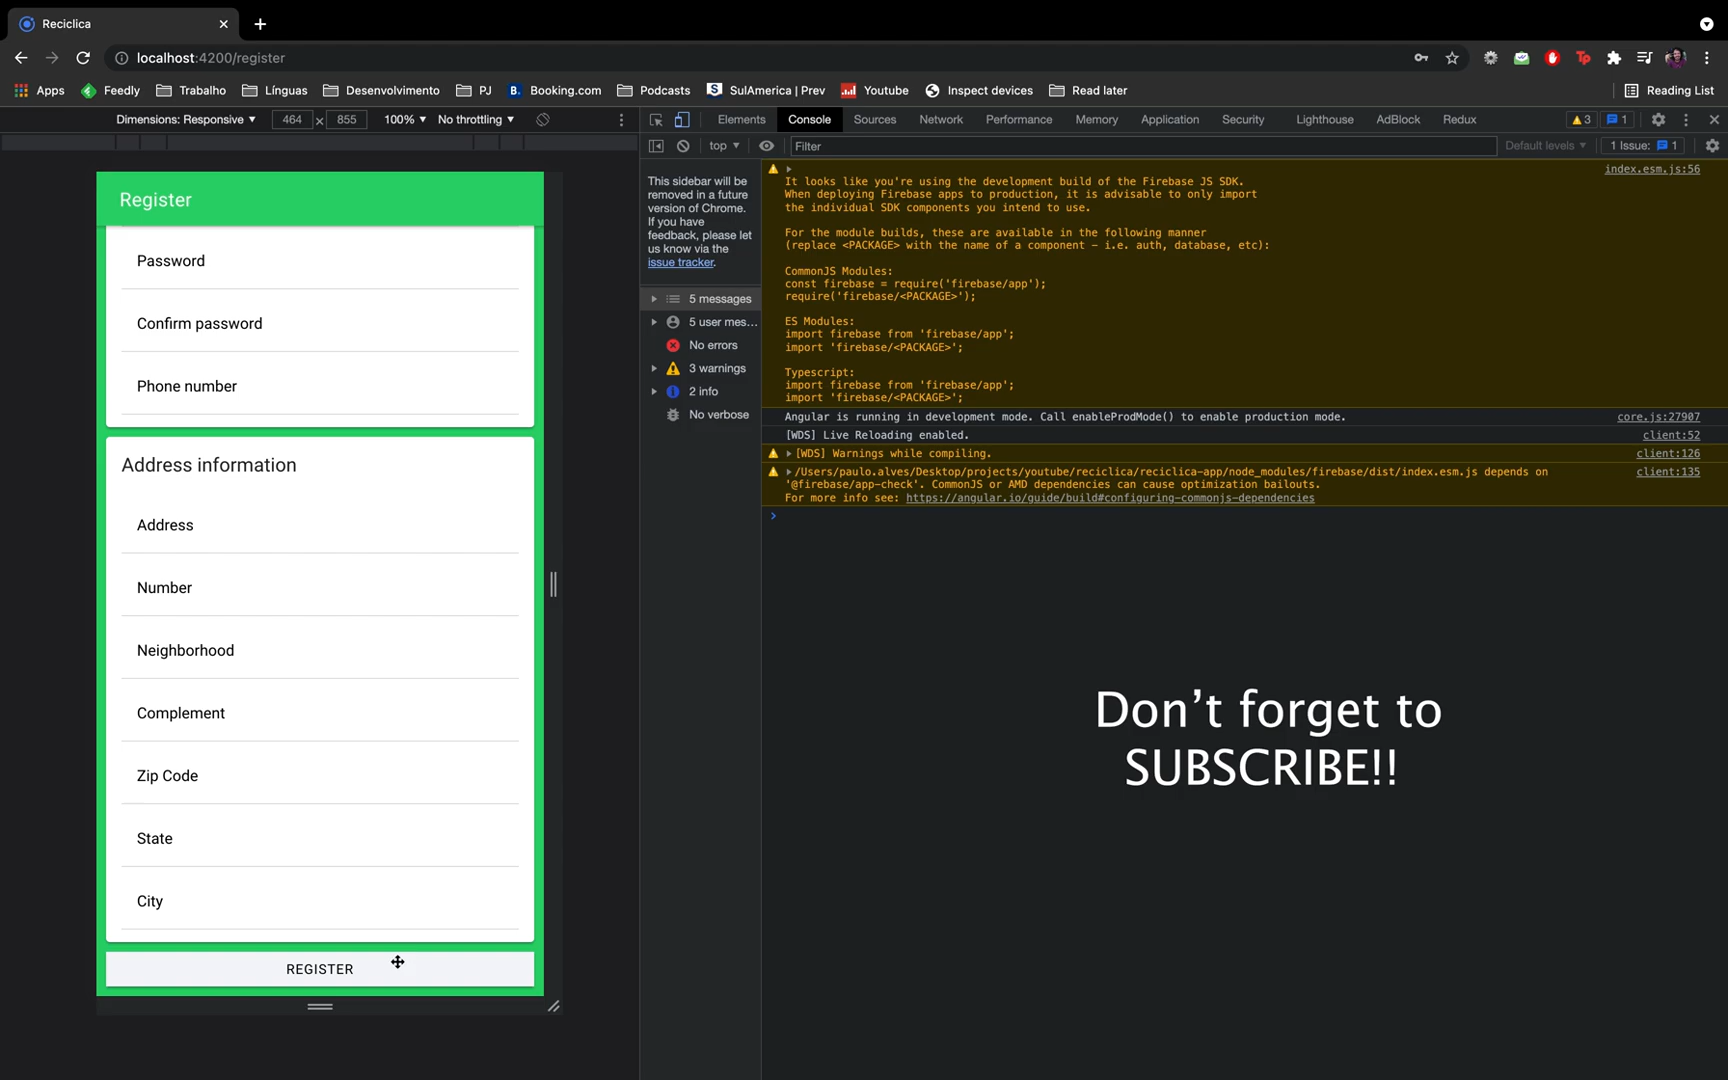 Reciclica
localhost:4200/register
Apps Feedly Trabalho Línguas Desenvolvimento PJ B. Booking.com Podcasts SulAmerica | Prev Youtube Inspect devices Read later Reading List
Dimensions: Responsive 464 × 855 100% No throttling
Elements Console Sources Network Performance Memory Application Security Lighthouse AdBlock Redux 3 1
top Filter Default levels 1 Issue: 1
Register
Password
Confirm password
Phone number
Address information
Address
Number
Neighborhood
Complement
Zip Code
State
City
REGISTER
This sidebar will be
removed in a future
version of Chrome.
If you have
feedback, please let
us know via the
issue tracker.
5 messages
5 user mes...
No errors
3 warnings
2 info
No verbose
index.esm.js:56
It looks like you're using the development build of the Firebase JS SDK.
When deploying Firebase apps to production, it is advisable to only import
the individual SDK components you intend to use.
For the module builds, these are available in the following manner
(replace <PACKAGE> with the name of a component - i.e. auth, database, etc):
CommonJS Modules:
const firebase = require('firebase/app');
require('firebase/<PACKAGE>');
ES Modules:
import firebase from 'firebase/app';
import 'firebase/<PACKAGE>';
Typescript:
import firebase from 'firebase/app';
import 'firebase/<PACKAGE>';
Angular is running in development mode. Call enableProdMode() to enable production mode. core.js:27907
[WDS] Live Reloading enabled. client:52
[WDS] Warnings while compiling. client:126
/Users/paulo.alves/Desktop/projects/youtube/reciclica/reciclica-app/node_modules/firebase/dist/index.esm.js depends on client:135
'@firebase/app-check'. CommonJS or AMD dependencies can cause optimization bailouts.
For more info see: https://angular.io/guide/build#configuring-commonjs-dependencies
Don't forget to
SUBSCRIBE!!